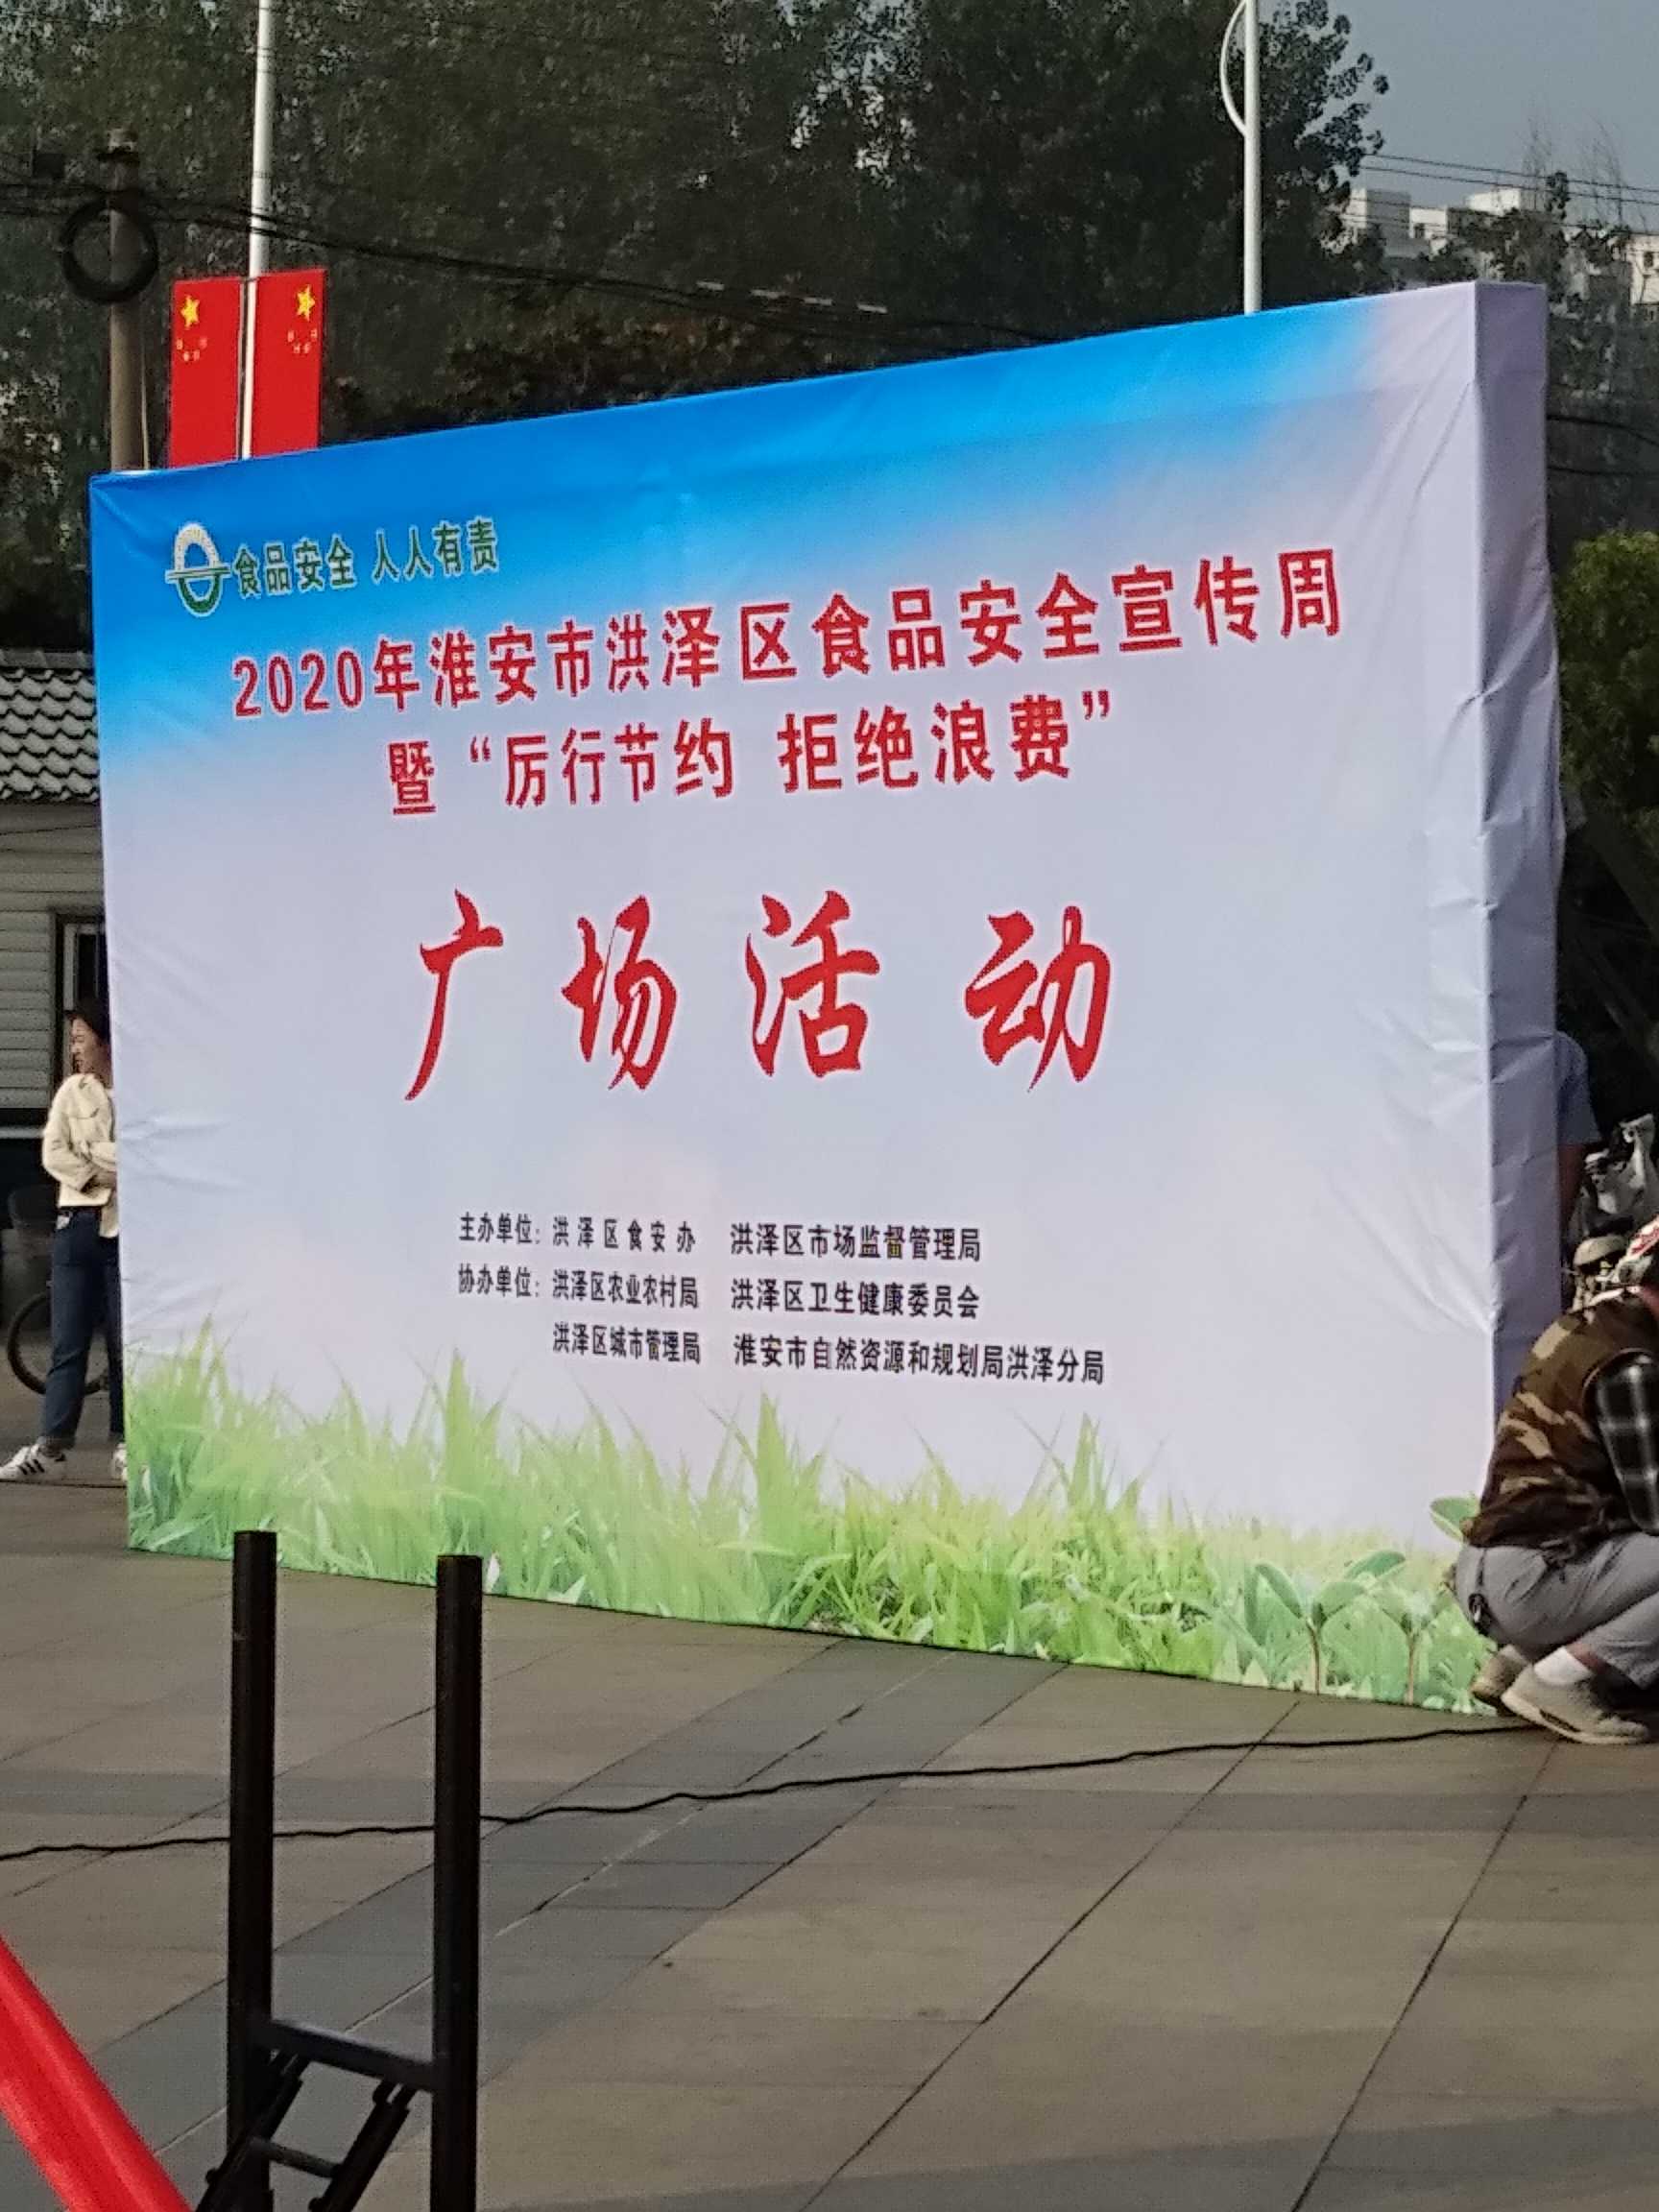 食品安全 人人有责
2020年淮安市洪泽区食品安全宣传周
暨“厉行节约 拒绝浪费”
广场活动
主办单位：洪泽区食安办 洪泽区市场监督管理局
协办单位：洪泽区农业农村局 洪泽区卫生健康委员会
洪泽区城市管理局 淮安市自然资源和规划局洪泽分局